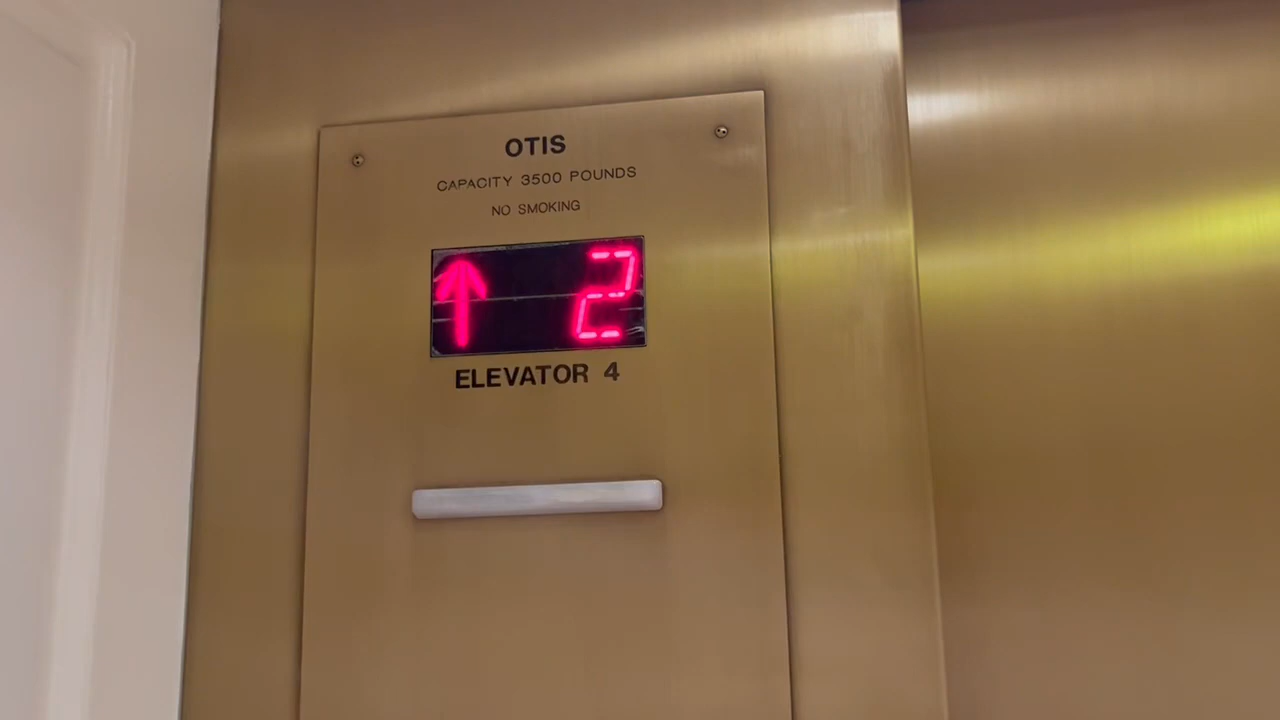 OTIS
CAPACITY 3500 POUNDS
NO SMOKING
↑ 2
ELEVATOR 4